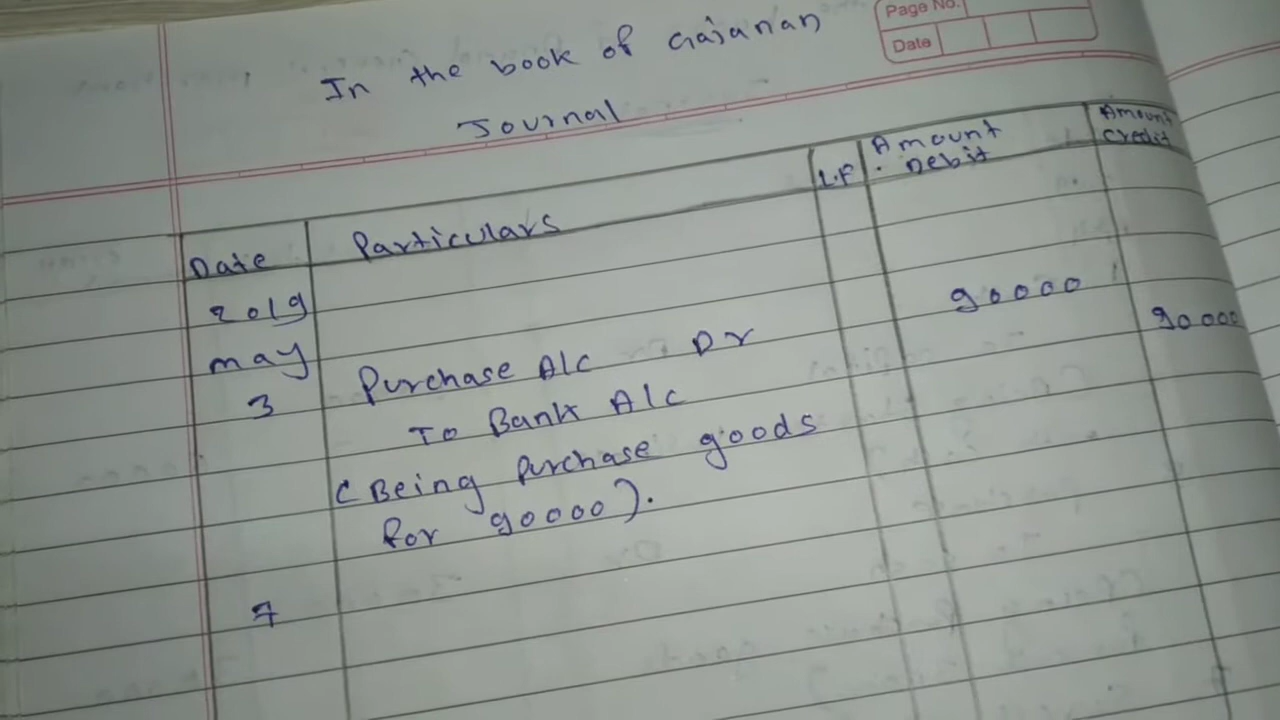 Page No.
Date
In the book of Gajanan
Journal
Date Particulars L.F Amount Debit Amount credit
2019
may
3 Purchase A/c Dr 90000
To Bank A/c 90000
(Being purchase goods
for 90000).
7